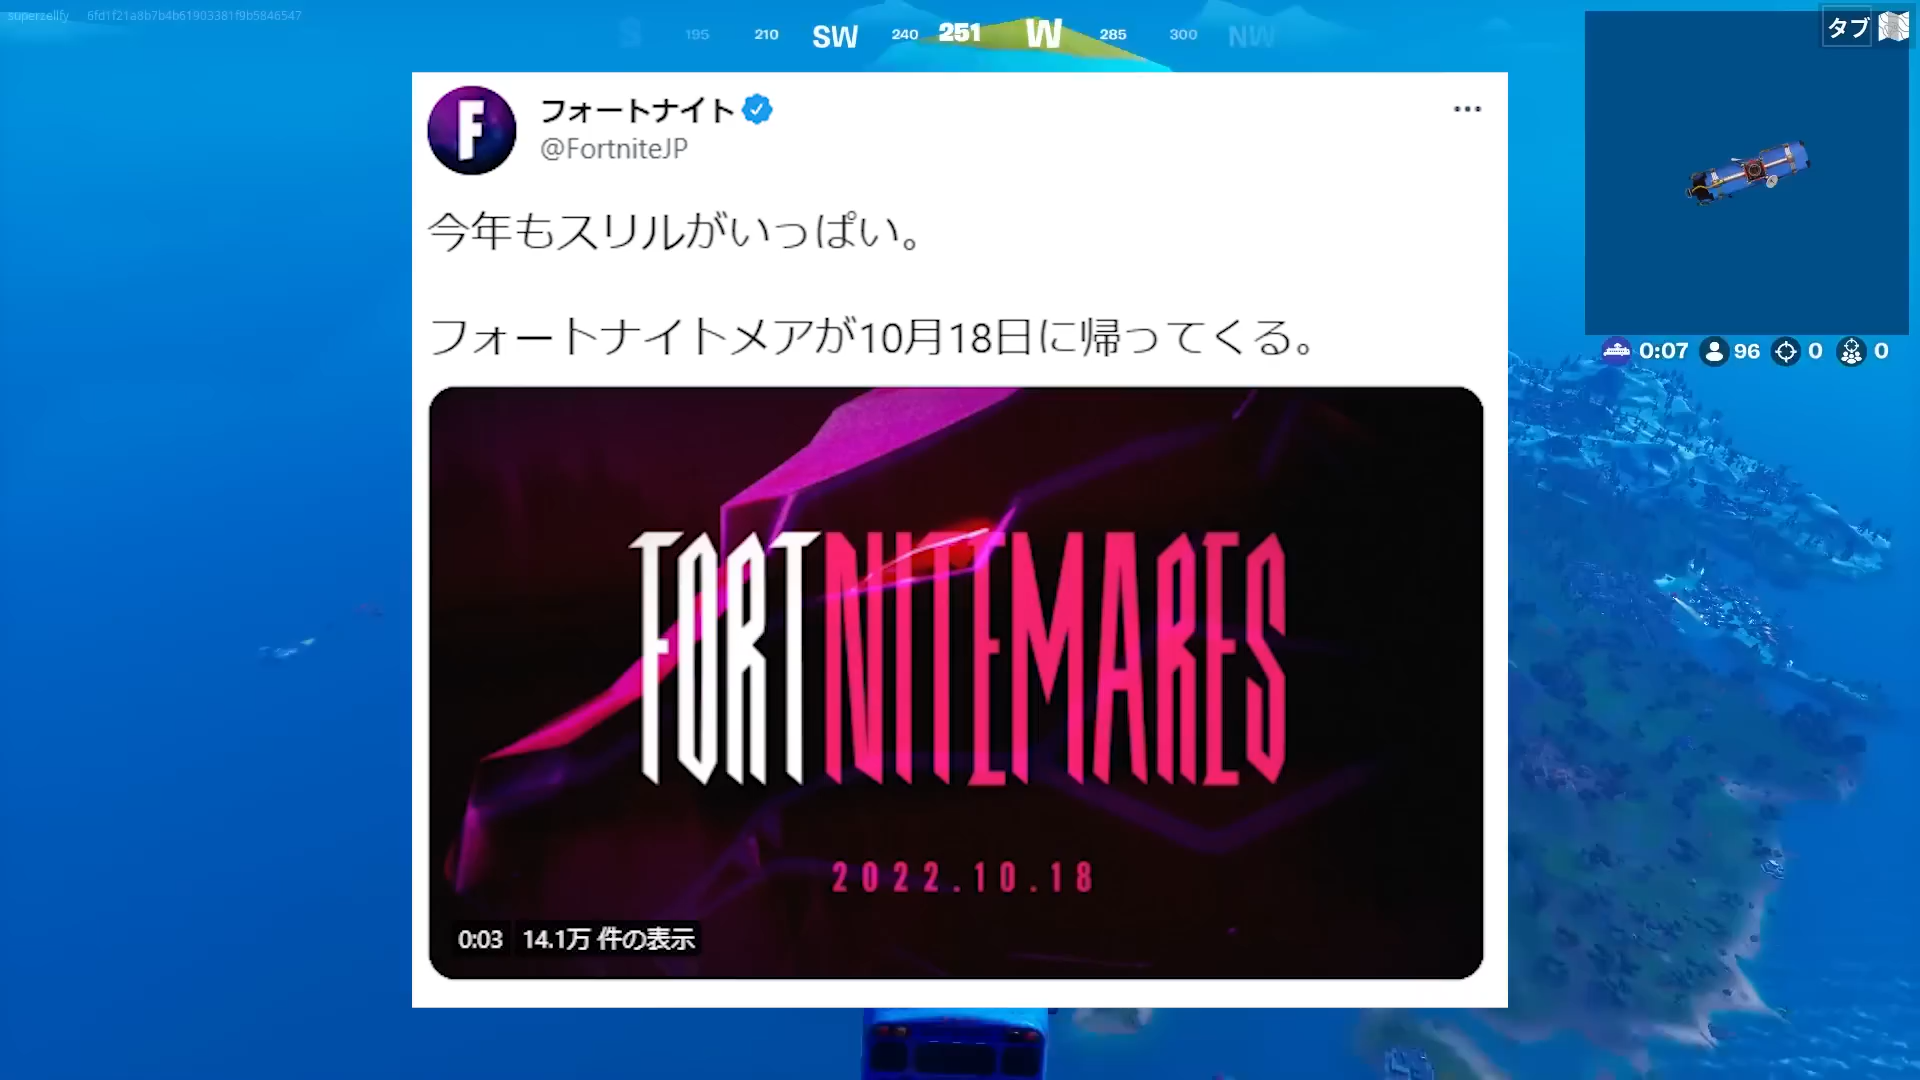 superzellfy 6fd1f21a8b7b4b61903381f9b5846547
S 195 210 SW 240 251 W 285 300 NW
タブ
フォートナイト
@FortniteJP
今年もスリルがいっぱい。
フォートナイトメアが10月18日に帰ってくる。
0:07 96 0 0
FORTNITEMARES
2022.10.18
0:03 14.1万 件の表示